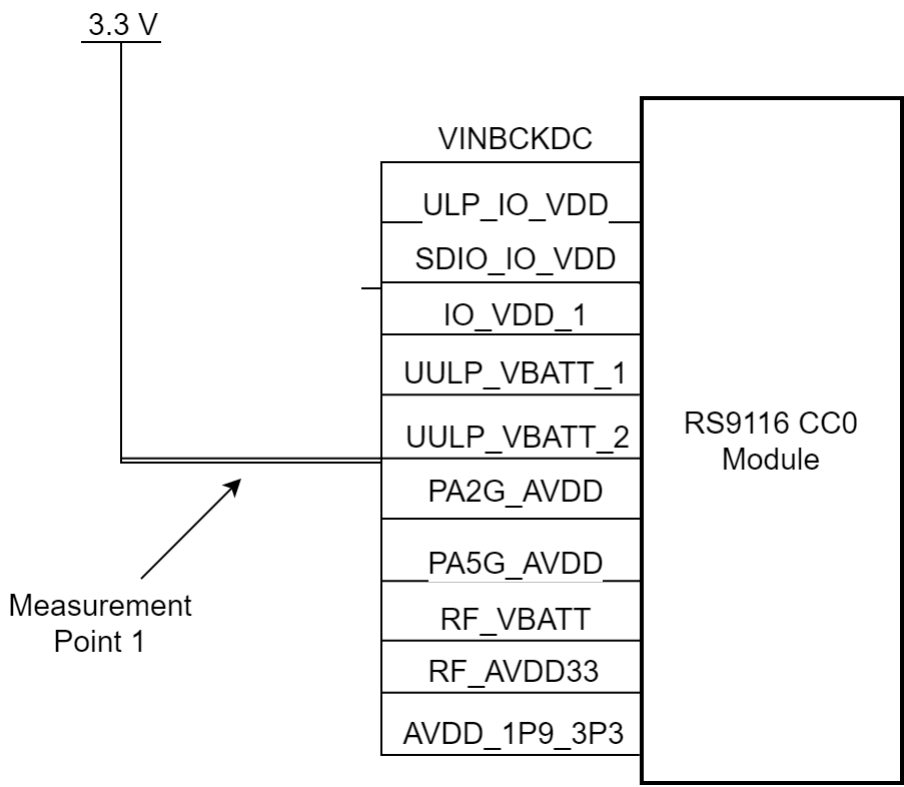 3.3 V
VINBCKDC
ULP_IO_VDD
SDIO_IO_VDD
IO_VDD_1
UULP_VBATT_1
UULP_VBATT_2
PA2G_AVDD
PA5G_AVDD
RF_VBATT
RF_AVDD33
AVDD_1P9_3P3
RS9116 CC0
Module
Measurement
Point 1